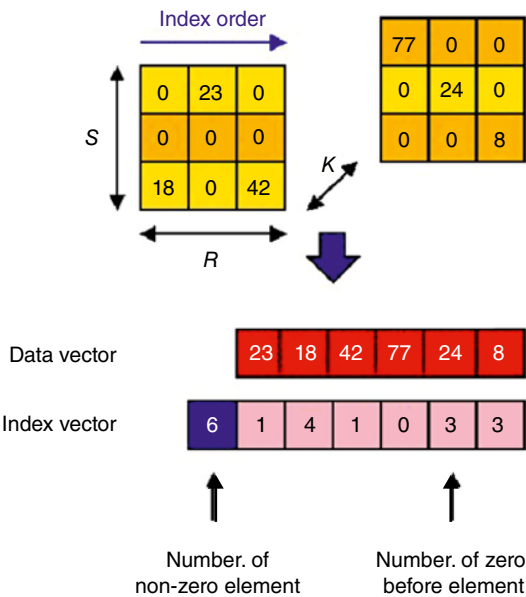 Index order
0 23 0
0 0 0
18 0 42
S
R
K
77 0 0
0 24 0
0 0 8
Data vector
23 18 42 77 24 8
Index vector
6 1 4 1 0 3 3
Number. of
non-zero element
Number. of zero
before element